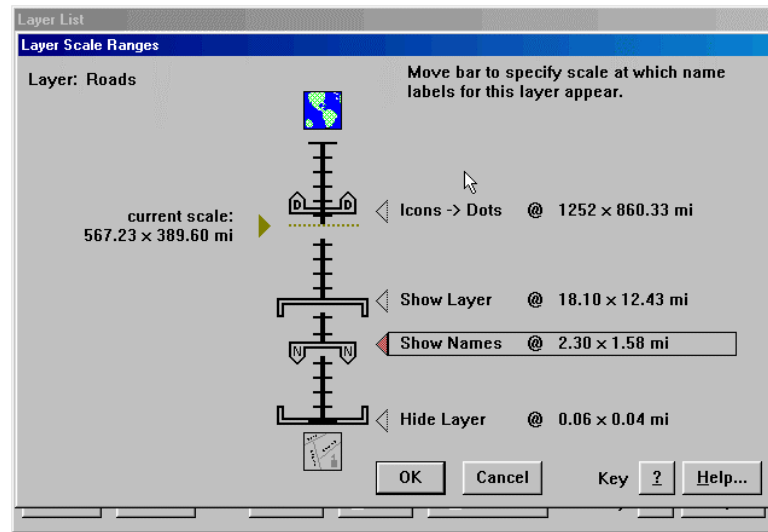 Layer List
Layer Scale Ranges
Layer: Roads
Move bar to specify scale at which name
labels for this layer appear.
D D
current scale:
567.23 × 389.60 mi
Icons -> Dots @ 1252 × 860.33 mi
Show Layer @ 18.10 × 12.43 mi
Show Names @ 2.30 × 1.58 mi
N N
Hide Layer @ 0.06 × 0.04 mi
OK Cancel Key ? Help...